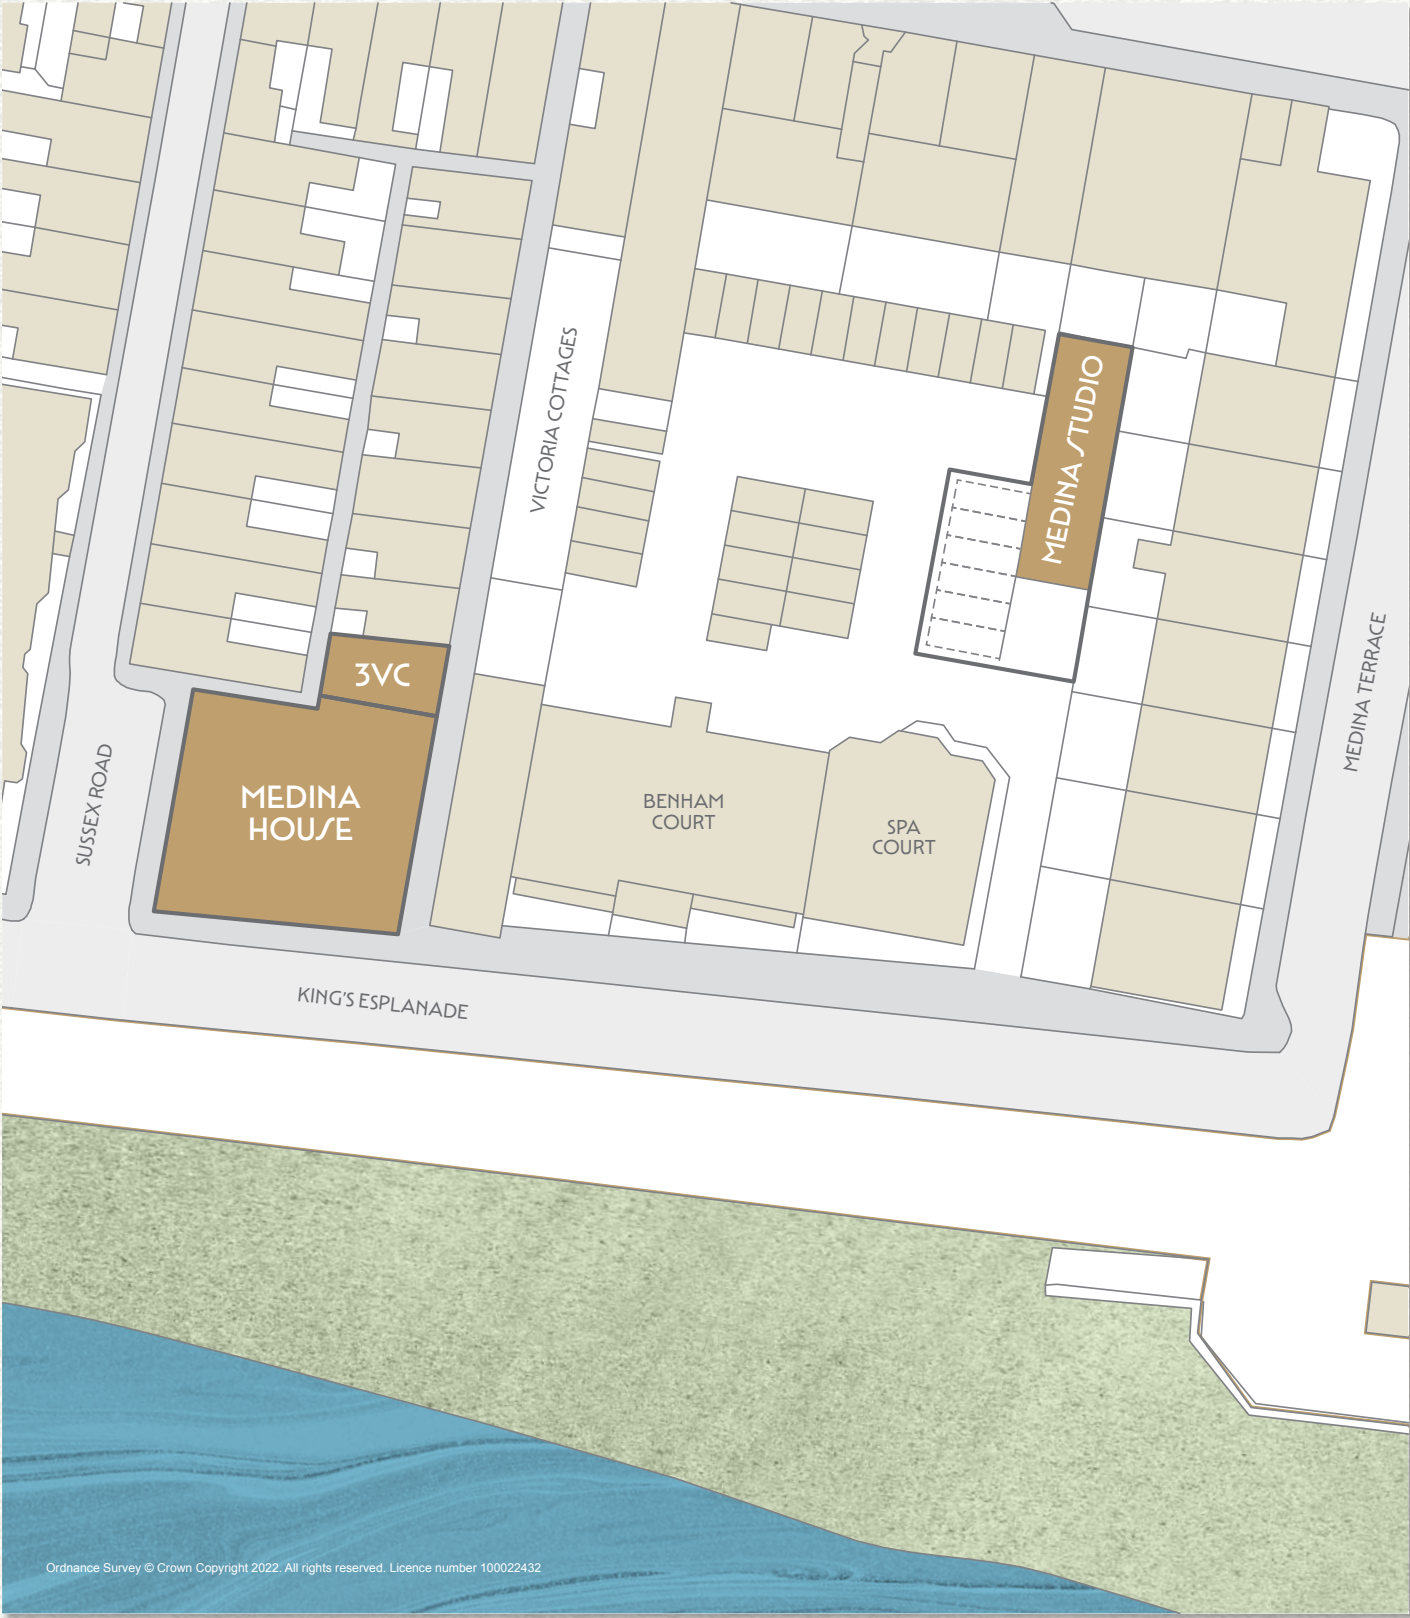 VICTORIA COTTAGES
MEDINA STUDIO
3VC
MEDINA TERRACE
SUSSEX ROAD
MEDINA
HOUSE
BENHAM
COURT
SPA
COURT
KING'S ESPLANADE
Ordnance Survey © Crown Copyright 2022. All rights reserved. Licence number 100022432